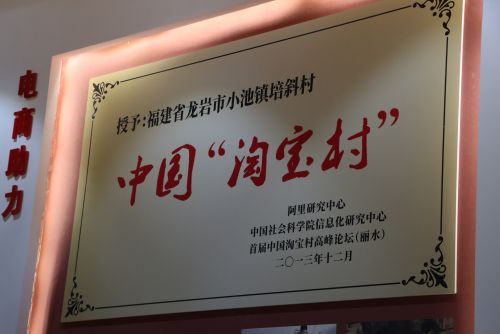 电商助力
授予：福建省龙岩市小池镇培斜村
中国“淘宝村”
阿里研究中心
中国社会科学院信息化研究中心
首届中国淘宝村高峰论坛（丽水）
二〇一三年十二月